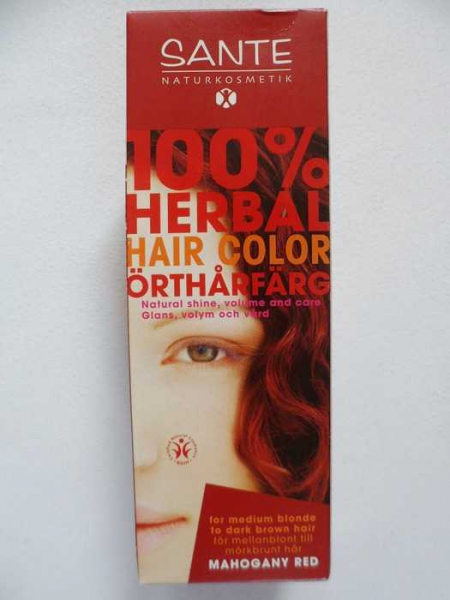 SANTE
NATURKOSMETIK
100%
HERBAL
HAIR COLOR
ÖRTHÅRFÄRG
Natural shine, volume and care
Glans, volym och vård
for medium blonde
to dark brown hair
för mellanblont till
mörkbrunt hår
MAHOGANY RED